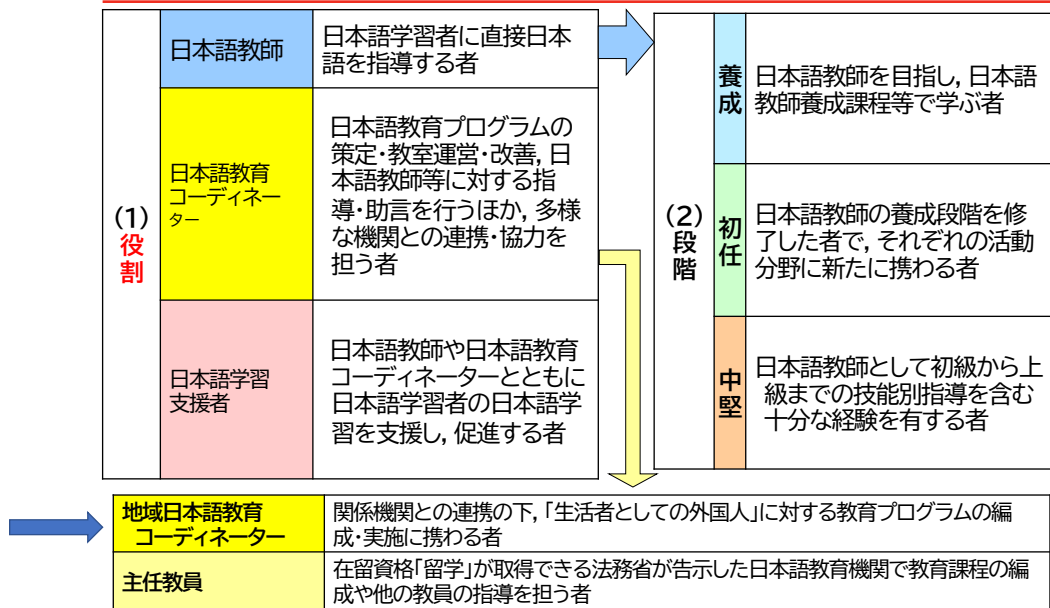 (1)
役
割
日本語教師
日本語学習者に直接日本
語を指導する者
日本語教育
コーディネー
ター
日本語教育プログラムの
策定・教室運営・改善, 日
本語教師等に対する指
導・助言を行うほか, 多様
な機関との連携・協力を
担う者
日本語学習
支援者
日本語教師や日本語教育
コーディネーターとともに
日本語学習者の日本語学
習を支援し, 促進する者
(2)
段
階
養
成
日本語教師を目指し, 日本語
教師養成課程等で学ぶ者
初
任
日本語教師の養成段階を修
了した者で, それぞれの活動
分野に新たに携わる者
中
堅
日本語教師として初級から上
級までの技能別指導を含む
十分な経験を有する者
地域日本語教育
コーディネーター
関係機関との連携の下, 「生活者としての外国人」に対する教育プログラムの編
成・実施に携わる者
主任教員
在留資格「留学」が取得できる法務省が告示した日本語教育機関で教育課程の編
成や他の教員の指導を担う者